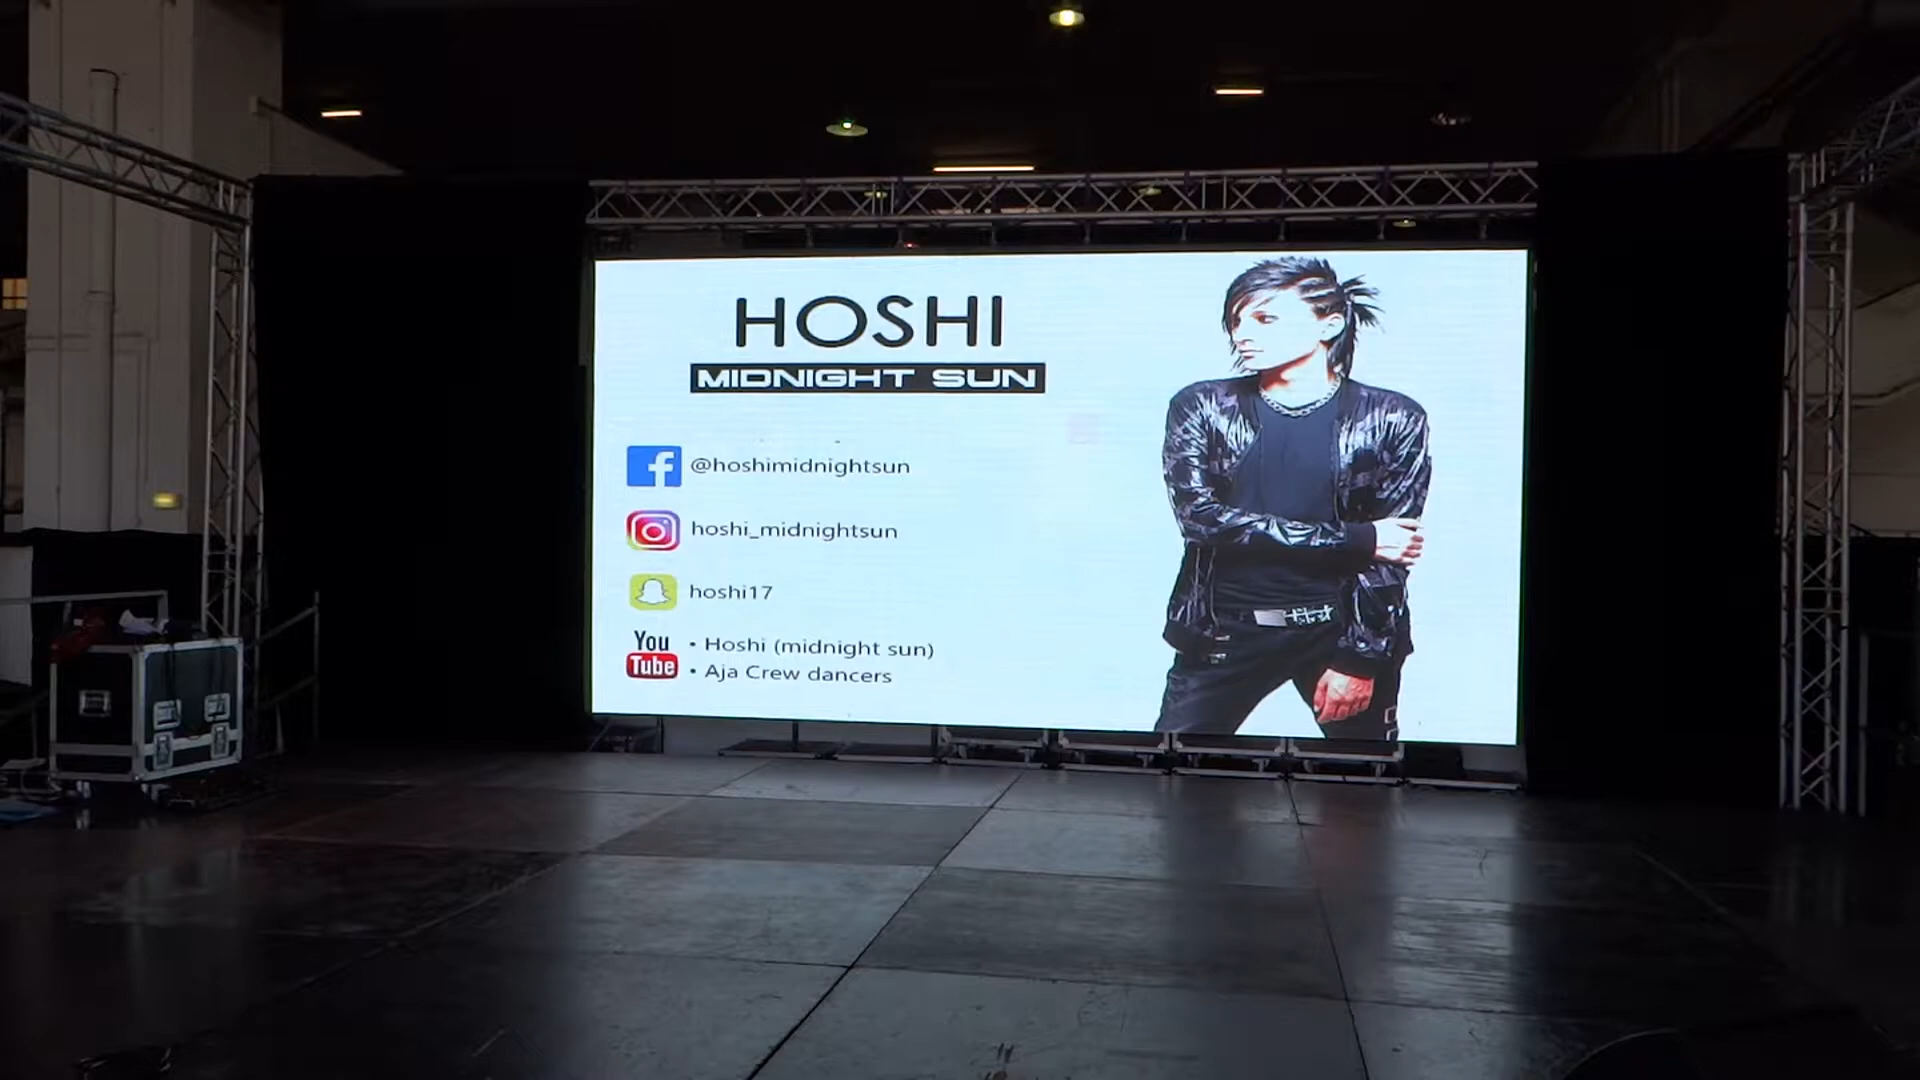 HOSHI
MIDNIGHT SUN
@hoshimidnightsun
hoshi_midnightsun
hoshi17
You
Tube
• Hoshi (midnight sun)
• Aja Crew dancers